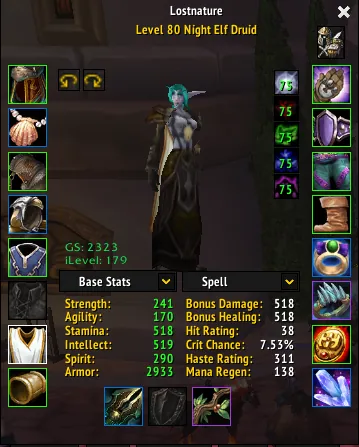 Lostnature
Level 80 Night Elf Druid
75
75
75
75
75
GS: 2323
iLevel: 179
Base Stats
Spell
Strength: 241
Bonus Damage: 518
Agility: 170
Bonus Healing: 518
Stamina: 518
Hit Rating: 38
Intellect: 519
Crit Chance: 7.53%
Spirit: 290
Haste Rating: 311
Armor: 2933
Mana Regen: 138